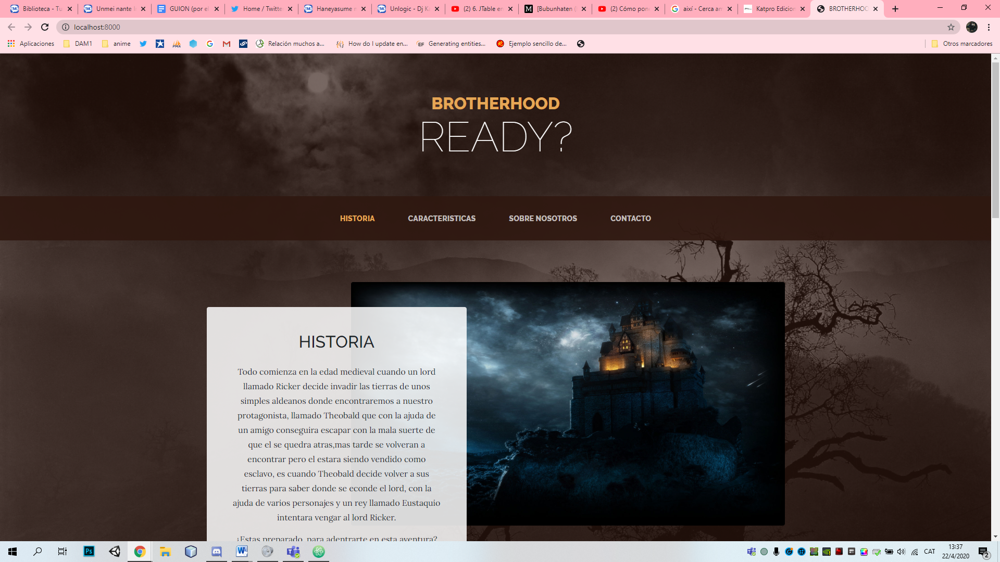 Biblioteca - Tu
Unmei nante I
GUION (por el
Home / Twitte
Haneyasume n
Unlogic - Dj Ka
(2) 6. JTable en
[Bubunhaten (
(2) Cómo pone
així - Cerca am
Katpro Edicion
BROTHERHOO
localhost:8000
Aplicaciones
DAM1
anime
PMA
Relación muchos a...
How do I update en...
EF
Generating entities...
Ejemplo sencillo de...
Otros marcadores
BROTHERHOOD
READY?
HISTORIA CARACTERISTICAS SOBRE NOSOTROS CONTACTO
HISTORIA
Todo comienza en la edad medieval cuando un lord
llamado Ricker decide invadir las tierras de unos
simples aldeanos donde encontraremos a nuestro
protagonista, llamado Theobald que con la ajuda de
un amigo conseguira escapar con la mala suerte de
que el se quedra atras,mas tarde se volveran a
encontrar pero el estara siendo vendido como
esclavo, es cuando Theobald decide volver a sus
tierras para saber donde se econde el lord, con la
ajuda de varios personajes y un rey llamado Eustaquio
intentara vengar al lord Ricker.
¿Estas preparado, para adentrarte en esta aventura?
Ps
CAT
13:37
22/4/2020
2